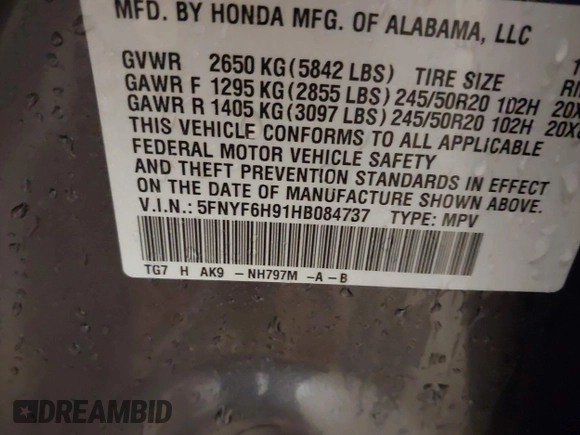 MFD. BY HONDA MFG. OF ALABAMA, LLC
GVWR 2650 KG (5842 LBS) TIRE SIZE
GAWR F 1295 KG (2855 LBS) 245/50R20 102H 20X
GAWR R 1405 KG (3097 LBS) 245/50R20 102H 20X
THIS VEHICLE CONFORMS TO ALL APPLICABLE
FEDERAL MOTOR VEHICLE SAFETY
AND THEFT PREVENTION STANDARDS IN EFFECT
ON THE DATE OF MANUFACTURE SHOWN ABOVE.
V.I.N.: 5FNYF6H91HB084737 TYPE: MPV
TG7 H AK9 -NH797M -A-B
DREAMBID